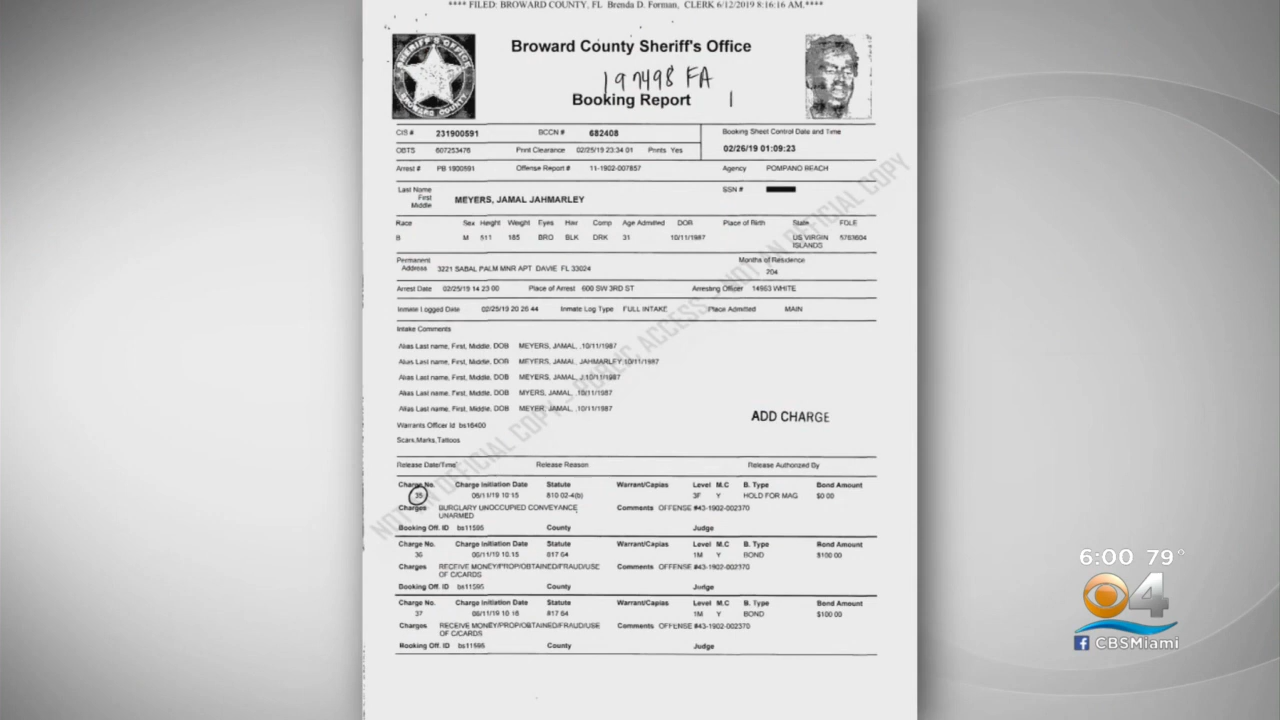 **** FILED: BROWARD COUNTY, FL Brenda D. Forman, CLERK 6/12/2019 8:16:16 AM.****
SHERIFF'S OFFICE
BROWARD COUNTY
Broward County Sheriff's Office
Booking Report 1
CIS # 231900591 BCCN # 682408 Booking Sheet Control Date and Time
OBTS 607253476 Print Clearance 02/25/19 23:34:01 Prints Yes 02/26/19 01:09:23
Arrest # PB 1900591 Offense Report # 11-1902-007857 Agency POMPANO BEACH
Last Name
First
Middle
MEYERS, JAMAL JAHMARLEY
SSN #
Race Sex Height Weight Eyes Hair Comp Age Admitted DOB Place of Birth State FDLE
B M 511 185 BRO BLK DRK 31 10/11/1987 US VIRGIN ISLANDS 5763604
Permanent Address 3221 SABAL PALM MNR APT DAVIE FL 33024 Months of Residence
204
Arrest Date 02/25/19 14 23 00 Place of Arrest 600 SW 3RD ST Arresting Officer 14953 WHITE
Inmate Logged Date 02/25/19 20 26 44 Inmate Log Type FULL INTAKE Place Admitted MAIN
Intake Comments
Alias Last name, First, Middle, DOB MEYERS, JAMAL, .10/11/1987
Alias Last name, First, Middle, DOB MEYERS, JAMAL, JAHMARLEY,10/11/1987
Alias Last name, First, Middle, DOB MEYERS, JAMAL, J,10/11/1987
Alias Last name, First, Middle, DOB MYERS, JAMAL, .10/11/1987
Alias Last name, First, Middle, DOB MEYER, JAMAL, .10/11/1987
ADD CHARGE
Warrants Officer Id bs16400
Scars,Marks,Tattoos
Release Date/Time Release Reason Release Authorized By
Charge No. Charge Initiation Date Statute Warrant/Capias Level M.C B. Type Bond Amount
35 06/11/19 10 15 810 02-4(b) 3F Y HOLD FOR MAG $0 00
Charges BURGLARY UNOCCUPIED CONVEYANCE Comments OFFENSE #43-1902-002370
UNARMED
Booking Off. ID bs11595 County Judge
Charge No. Charge Initiation Date Statute Warrant/Capias Level M.C B. Type Bond Amount
36 06/11/19 10.15 817 64 1M Y BOND $100 00
Charges RECEIVE MONEY/PROP/OBTAINED/FRAUD/USE Comments OFFENSE #43-1902-002370
OF C/CARDS
Booking Off. ID bs11595 County Judge
Charge No. Charge Initiation Date Statute Warrant/Capias Level M.C B. Type Bond Amount
37 06/11/19 10 16 817 64 1M Y BOND $100 00
Charges RECEIVE MONEY/PROP/OBTAINED/FRAUD/USE Comments OFFENSE #43-1902-002370
OF C/CARDS
Booking Off. ID bs11595 County Judge
NOT AN OFFICIAL COPY - PUBLIC ACCESS - NOT AN OFFICIAL COPY
6:00 79°
4
CBSMiami